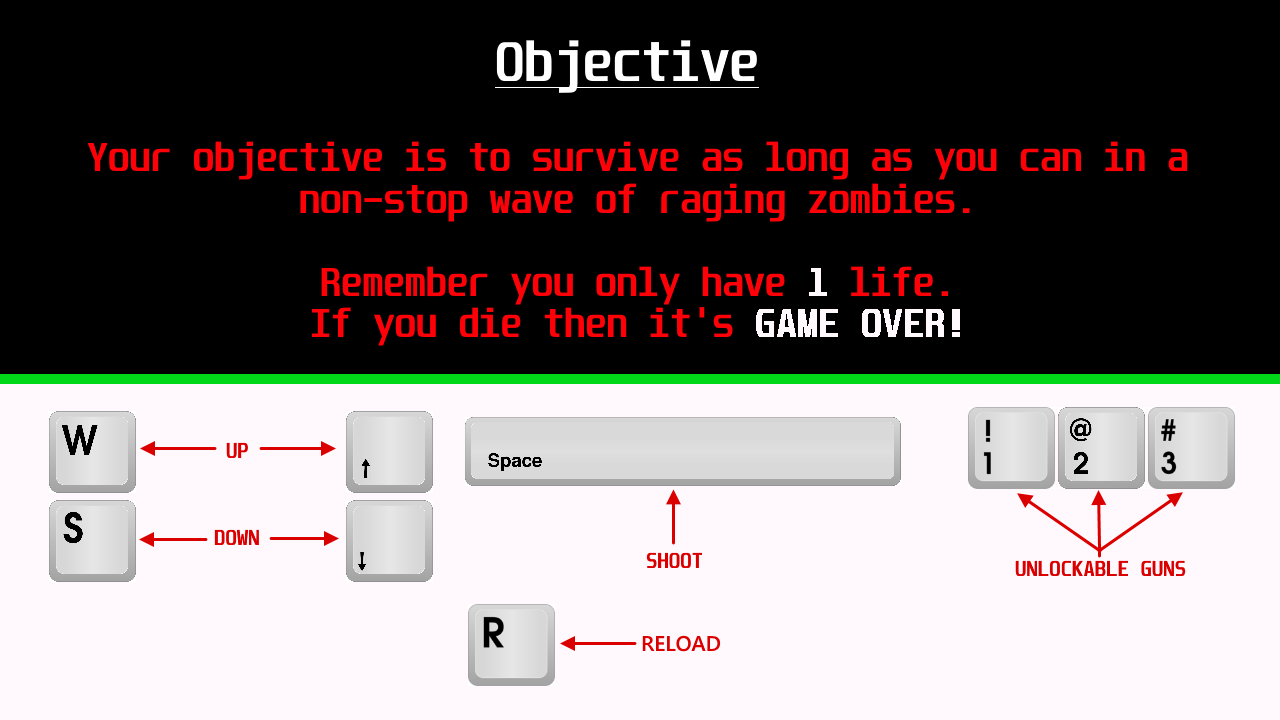 Objective
Your objective is to survive as long as you can in a
non-stop wave of raging zombies.
Remember you only have 1 life.
If you die then it's GAME OVER!
W
UP
↑
S
DOWN
↓
Space
SHOOT
R
RELOAD
! @ #
1 2 3
UNLOCKABLE GUNS